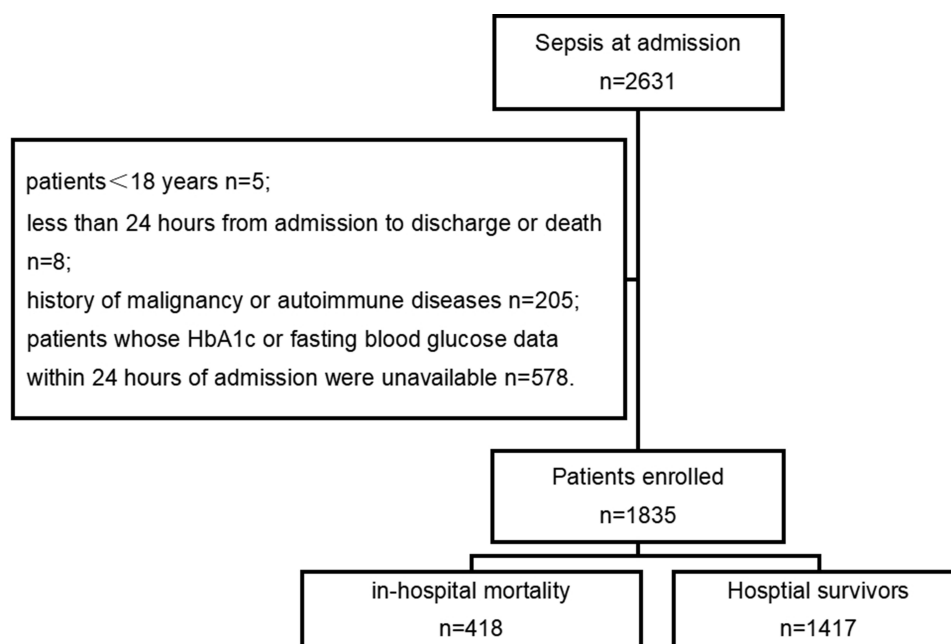 Sepsis at admission
n=2631
patients＜18 years n=5;
less than 24 hours from admission to discharge or death
n=8;
history of malignancy or autoimmune diseases n=205;
patients whose HbA1c or fasting blood glucose data
within 24 hours of admission were unavailable n=578.
Patients enrolled
n=1835
in-hospital mortality
n=418
Hosptial survivors
n=1417